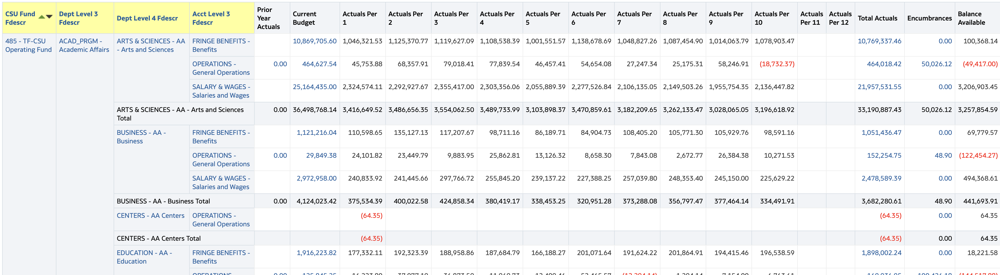 CSU Fund Fdescr | Dept Level 3 Fdescr | Dept Level 4 Fdescr | Acct Level 3 Fdescr | Prior Year Actuals | Current Budget | Actuals Per 1 | Actuals Per 2 | Actuals Per 3 | Actuals Per 4 | Actuals Per 5 | Actuals Per 6 | Actuals Per 7 | Actuals Per 8 | Actuals Per 9 | Actuals Per 10 | Actuals Per 11 | Actuals Per 12 | Total Actuals | Encumbrances | Balance Available
485 - TF-CSU Operating Fund | ACAD_PRGM - Academic Affairs | ARTS & SCIENCES - AA - Arts and Sciences | FRINGE BENEFITS - Benefits | 10,869,705.60 | 1,046,321.53 | 1,125,370.77 | 1,119,627.09 | 1,108,538.39 | 1,001,551.57 | 1,138,678.69 | 1,048,827.26 | 1,087,454.90 | 1,014,063.79 | 1,078,903.47 | 10,769,337.46 | 0.00 | 100,368.14
OPERATIONS - General Operations | 0.00 | 464,627.54 | 45,753.88 | 68,357.91 | 79,018.41 | 77,839.54 | 46,457.41 | 54,654.08 | 27,247.34 | 25,175.31 | 58,246.91 | (18,732.37) | 464,018.42 | 50,026.12 | (49,417.00)
SALARY & WAGES - Salaries and Wages | 25,164,435.00 | 2,324,574.11 | 2,292,927.67 | 2,355,417.00 | 2,303,356.06 | 2,055,889.39 | 2,277,526.84 | 2,106,135.05 | 2,149,503.26 | 1,955,754.35 | 2,136,447.82 | 21,957,531.55 | 0.00 | 3,206,903.45
ARTS & SCIENCES - AA - Arts and Sciences Total | 0.00 | 36,498,768.14 | 3,416,649.52 | 3,486,656.35 | 3,554,062.50 | 3,489,733.99 | 3,103,898.37 | 3,470,859.61 | 3,182,209.65 | 3,262,133.47 | 3,028,065.05 | 3,196,618.92 | 33,190,887.43 | 50,026.12 | 3,257,854.59
BUSINESS - AA - Business | FRINGE BENEFITS - Benefits | 1,121,216.04 | 110,598.65 | 135,127.13 | 117,207.67 | 98,711.16 | 86,189.71 | 84,904.73 | 108,405.20 | 105,771.30 | 105,929.76 | 98,591.16 | 1,051,436.47 | 0.00 | 69,779.57
OPERATIONS - General Operations | 0.00 | 29,849.38 | 24,101.82 | 23,449.79 | 9,883.95 | 25,862.81 | 13,126.32 | 8,658.30 | 7,843.08 | 2,672.77 | 26,384.38 | 10,271.53 | 152,254.75 | 48.90 | (122,454.27)
SALARY & WAGES - Salaries and Wages | 2,972,958.00 | 240,833.92 | 241,445.66 | 297,766.72 | 255,845.20 | 239,137.22 | 227,388.25 | 257,039.80 | 248,353.40 | 245,150.00 | 225,629.22 | 2,478,589.39 | 0.00 | 494,368.61
BUSINESS - AA - Business Total | 0.00 | 4,124,023.42 | 375,534.39 | 400,022.58 | 424,858.34 | 380,419.17 | 338,453.25 | 320,951.28 | 373,288.08 | 356,797.47 | 377,464.14 | 334,491.91 | 3,682,280.61 | 48.90 | 441,693.91
CENTERS - AA Centers | OPERATIONS - General Operations | (64.35) | (64.35) | 0.00 | 64.35
CENTERS - AA Centers Total | (64.35) | (64.35) | 0.00 | 64.35
EDUCATION - AA - Education | FRINGE BENEFITS - Benefits | 1,916,223.82 | 177,332.11 | 192,323.39 | 188,958.86 | 187,684.79 | 166,188.27 | 201,071.64 | 191,624.22 | 201,864.91 | 194,415.46 | 196,538.59 | 1,898,002.24 | 0.00 | 18,221.58
OPERATIONS